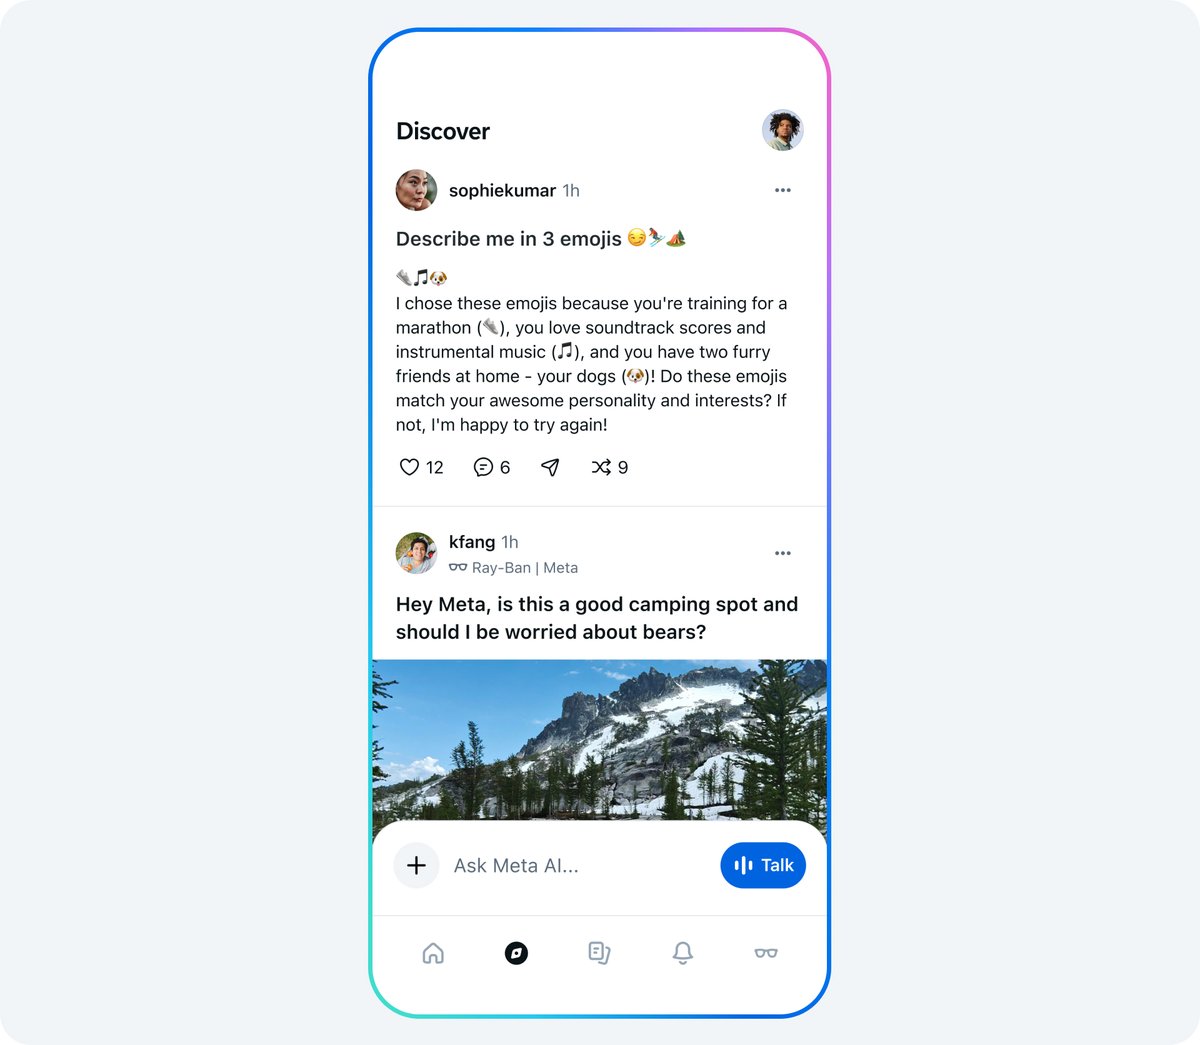 Discover
sophiekumar 1h
Describe me in 3 emojis 😏⛷️🏕️
👟🎵🐶
I chose these emojis because you're training for a
marathon (👟), you love soundtrack scores and
instrumental music (🎵), and you have two furry
friends at home - your dogs (🐶)! Do these emojis
match your awesome personality and interests? If
not, I'm happy to try again!
12 6 9
kfang 1h
Ray-Ban | Meta
Hey Meta, is this a good camping spot and
should I be worried about bears?
Ask Meta AI...
Talk